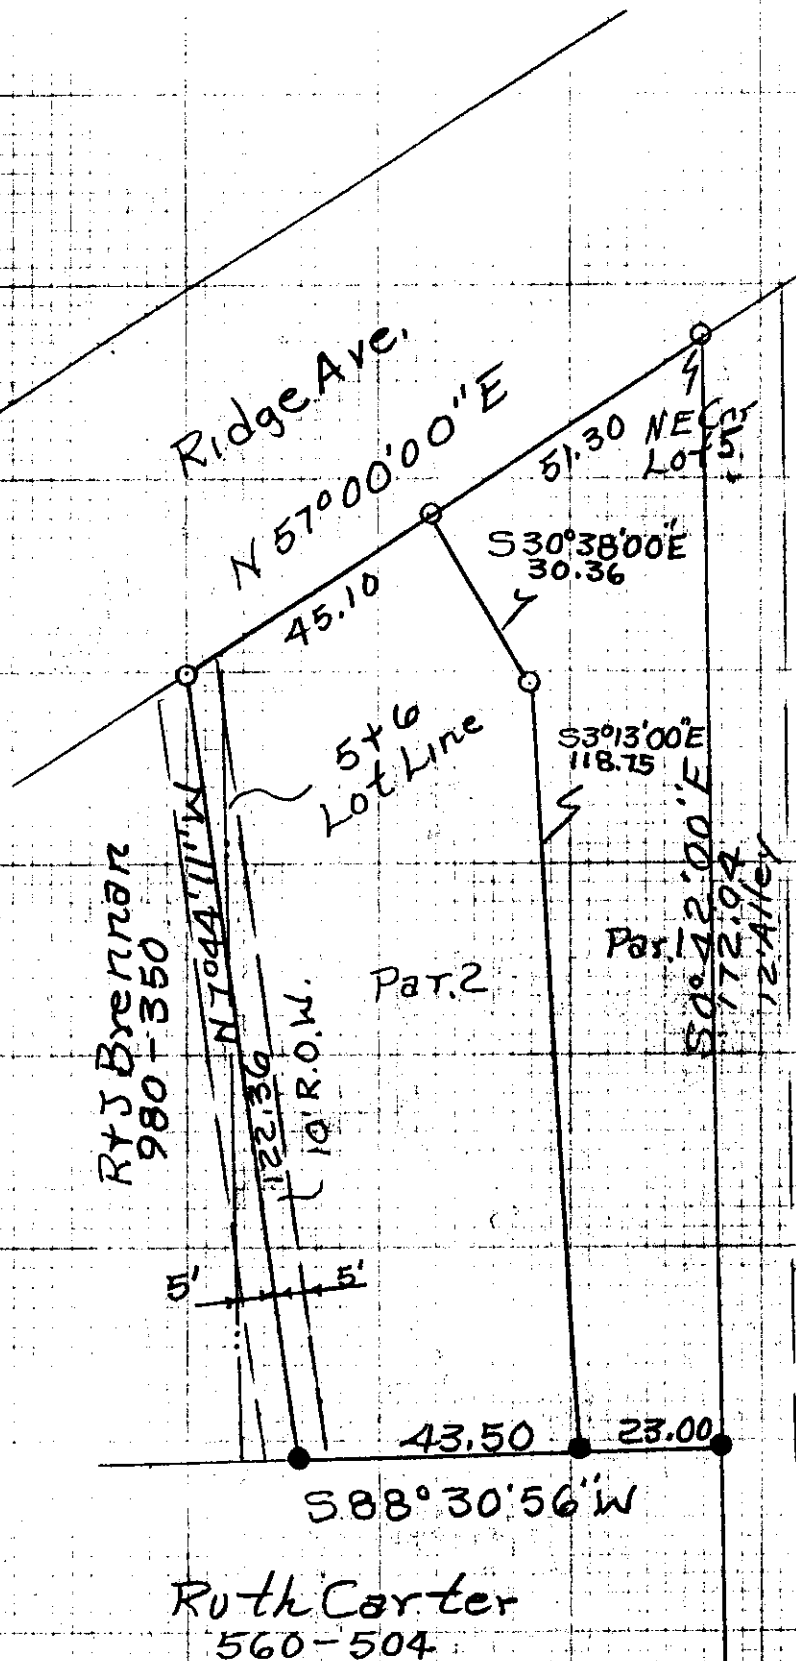 Ridge Ave.
N 57°00'00" E
51.30
NE Cnr
Lot 5
S30°38'00"E
30.36
45.10
5+6
Lot Line
S3°13'00"E
118.75
R+J Brennan
980-350
N7°44'11"W
122.36
10' R.O.W.
Par.2
Par.1
S0°42'00"E
172.04
12' Alley
5'
5'
43.50
23.00
S88°30'56"W
Ruth Carter
560-504